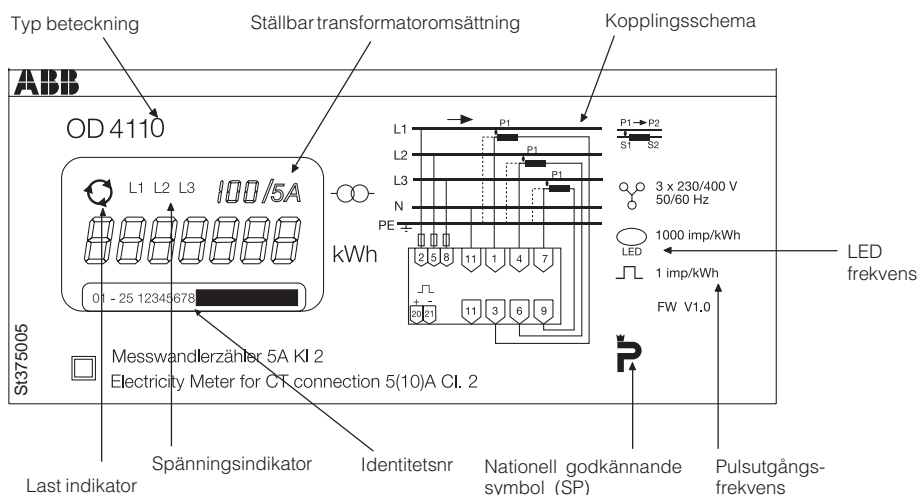 Typ beteckning
Ställbar transformatoromsättning
Kopplingsschema
ABB
OD 4110
L1 L2 L3
100/5A
8888888
kWh
01 - 25 12345678
St375005
Messwandlerzähler 5A Kl 2
Electricity Meter for CT connection 5(10)A Cl. 2
L1
L2
L3
N
PE
P1
P1
P1
2 5 8 11 1 4 7
+ -
20 21 11 3 6 9
P1 P2
S1 S2
3 x 230/400 V
50/60 Hz
1000 imp/kWh
LED
1 imp/kWh
FW V1.0
P
LED
frekvens
Last indikator
Spänningsindikator
Identitetsnr
Nationell godkännande
symbol (SP)
Pulsutgångs-
frekvens